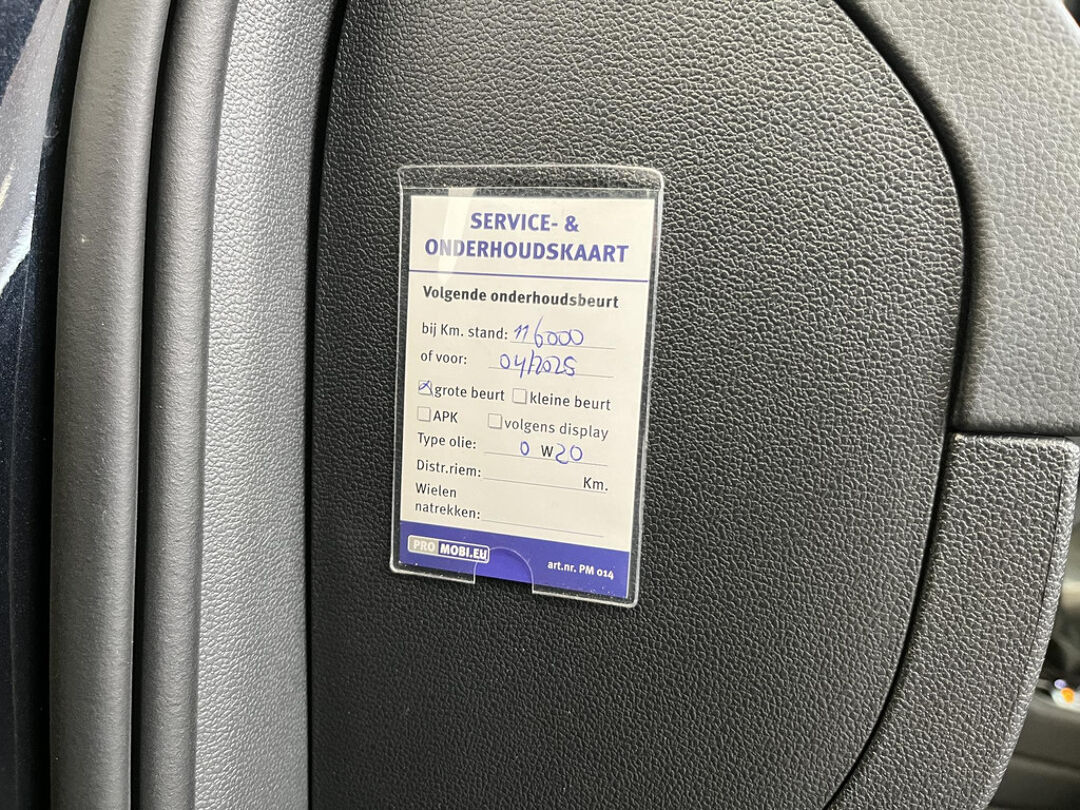 SERVICE- &
ONDERHOUDSKAART
Volgende onderhoudsbeurt
bij Km. stand: 116000
of voor: 04/2025
grote beurt kleine beurt
APK volgens display
Type olie: 0 W 20
Distr.riem: Km.
Wielen
natrekken:
PRO MOBI.EU art.nr. PM 014